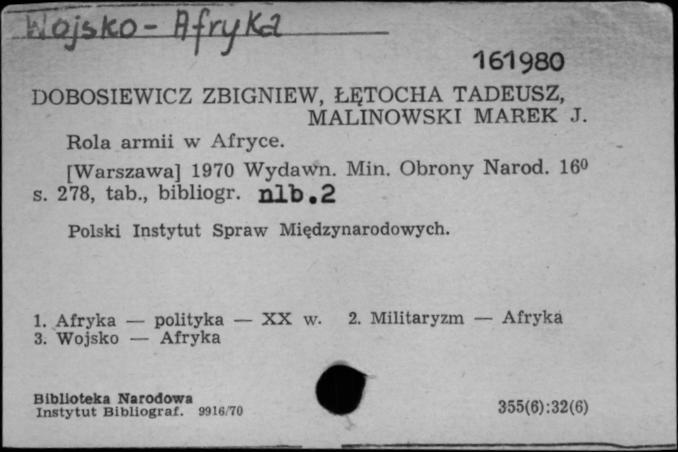 Wojsko - Afryka
161980
DOBOSIEWICZ ZBIGNIEW, ŁĘTOCHA TADEUSZ,
MALINOWSKI MAREK J.
Rola armii w Afryce.
[Warszawa] 1970 Wydawn. Min. Obrony Narod. 16⁰
s. 278, tab., bibliogr. nlb.2
Polski Instytut Spraw Międzynarodowych.
1. Afryka — polityka — XX w. 2. Militaryzm — Afryka
3. Wojsko — Afryka
Biblioteka Narodowa
Instytut Bibliograf. 9916/70
355(6):32(6)